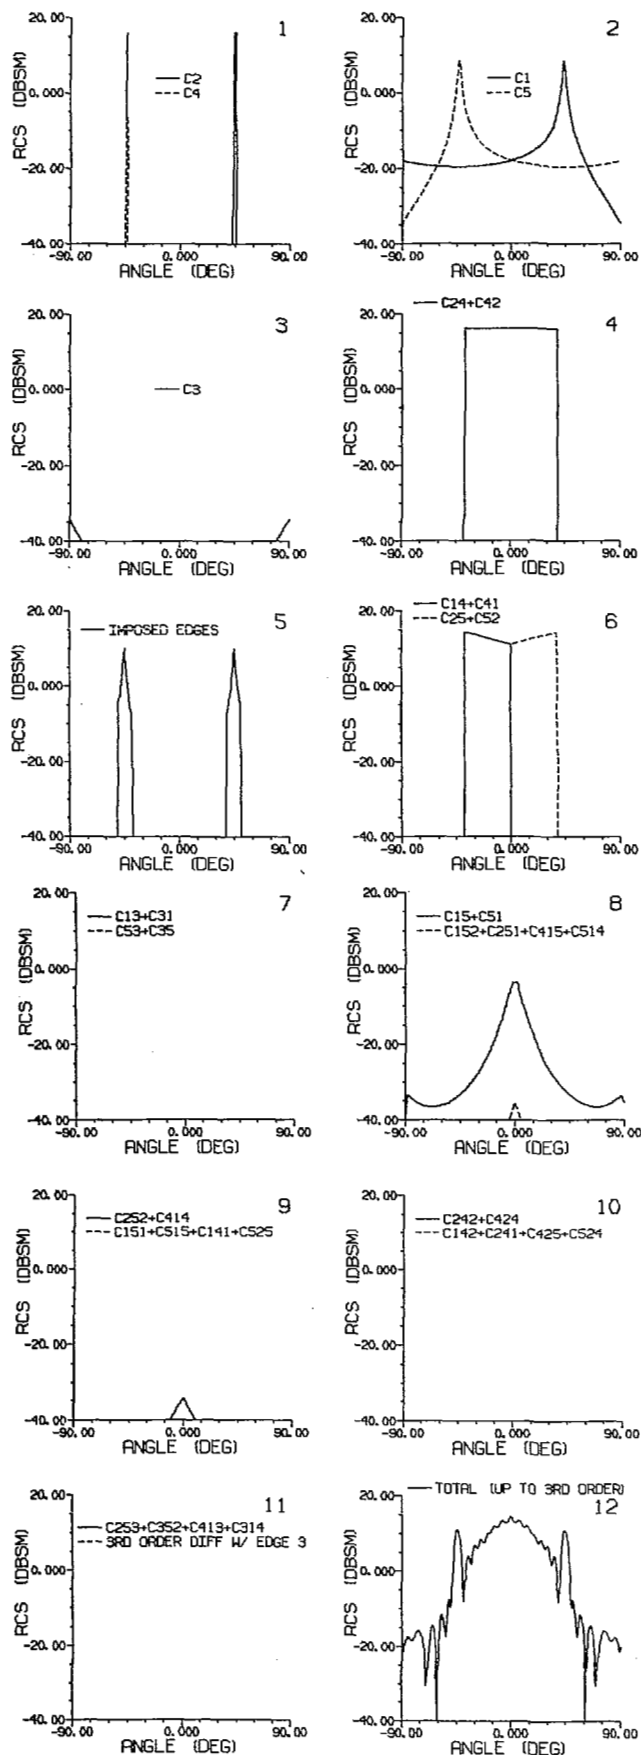 1
20.00
0.000
-20.00
-40.00
RCS (DBSM)
C2
C4
-90.00 0.000 90.00
ANGLE (DEG)
2
20.00
0.000
-20.00
-40.00
RCS (DBSM)
C1
C5
-90.00 0.000 90.00
ANGLE (DEG)
3
20.00
0.000
-20.00
-40.00
RCS (DBSM)
C3
-90.00 0.000 90.00
ANGLE (DEG)
4
C24+C42
20.00
0.000
-20.00
-40.00
RCS (DBSM)
-90.00 0.000 90.00
ANGLE (DEG)
5
20.00
0.000
-20.00
-40.00
RCS (DBSM)
IMPOSED EDGES
-90.00 0.000 90.00
ANGLE (DEG)
6
C14+C41
C25+C52
20.00
0.000
-20.00
-40.00
RCS (DBSM)
-90.00 0.000 90.00
ANGLE (DEG)
7
20.00
0.000
-20.00
-40.00
RCS (DBSM)
C13+C31
C53+C35
-90.00 0.000 90.00
ANGLE (DEG)
8
20.00
0.000
-20.00
-40.00
RCS (DBSM)
C15+C51
C152+C251+C415+C514
-90.00 0.000 90.00
ANGLE (DEG)
9
20.00
0.000
-20.00
-40.00
RCS (DBSM)
C252+C414
C151+C515+C141+C525
-90.00 0.000 90.00
ANGLE (DEG)
10
20.00
0.000
-20.00
-40.00
RCS (DBSM)
C242+C424
C142+C241+C425+C524
-90.00 0.000 90.00
ANGLE (DEG)
11
20.00
0.000
-20.00
-40.00
RCS (DBSM)
C253+C352+C413+C314
3RD ORDER DIFF W/ EDGE 3
-90.00 0.000 90.00
ANGLE (DEG)
TOTAL (UP TO 3RD ORDER)
12
20.00
0.000
-20.00
-40.00
RCS (DBSM)
-90.00 0.000 90.00
ANGLE (DEG)